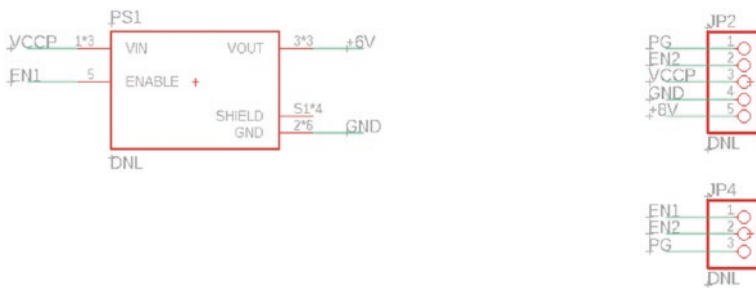 PS1
VCCP 1*3 VIN VOUT 3*3 +6V
EN1 5 ENABLE
SHIELD S1*4
GND 2*6 GND
DNL
JP2
PG 1
EN2 2
VCCP 3
GND 4
+8V 5
DNL
JP4
EN1 1
EN2 2
PG 3
DNL